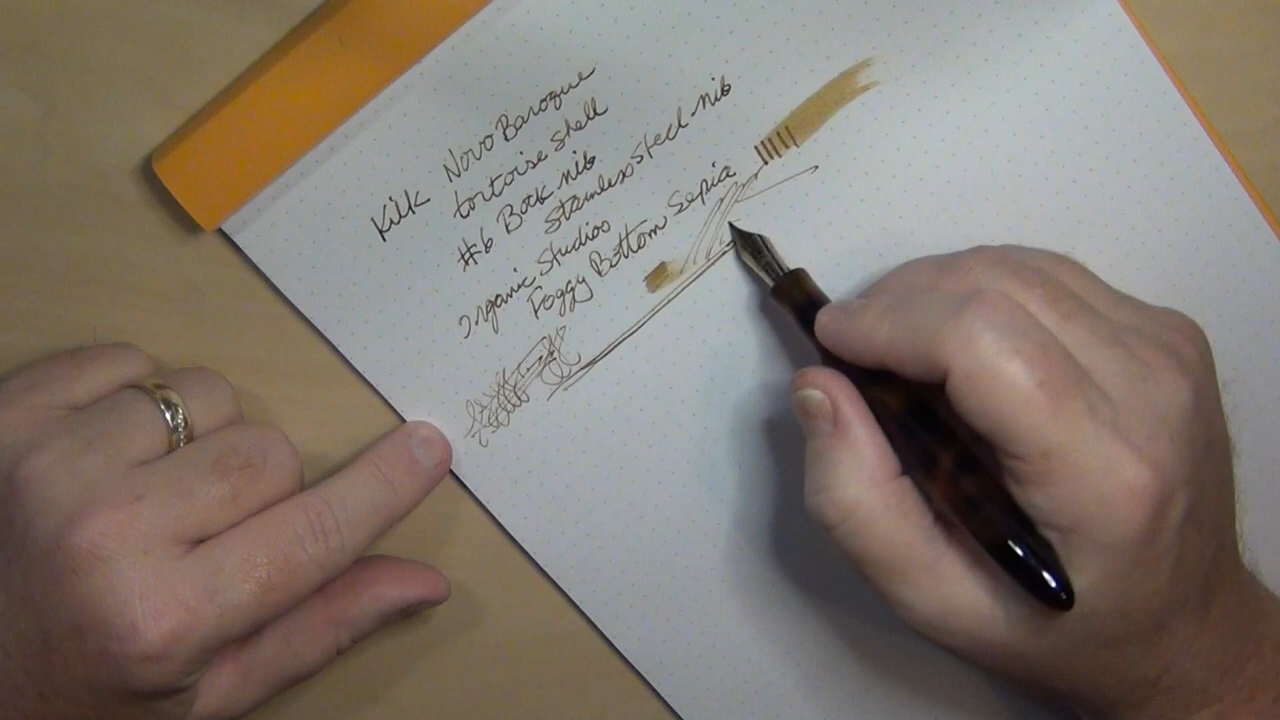 Kilk Novo Baroque
tortoise shell
#6 Bock nib
Stainless Steel nib
Organic Studios
Foggy Bottom Sepia